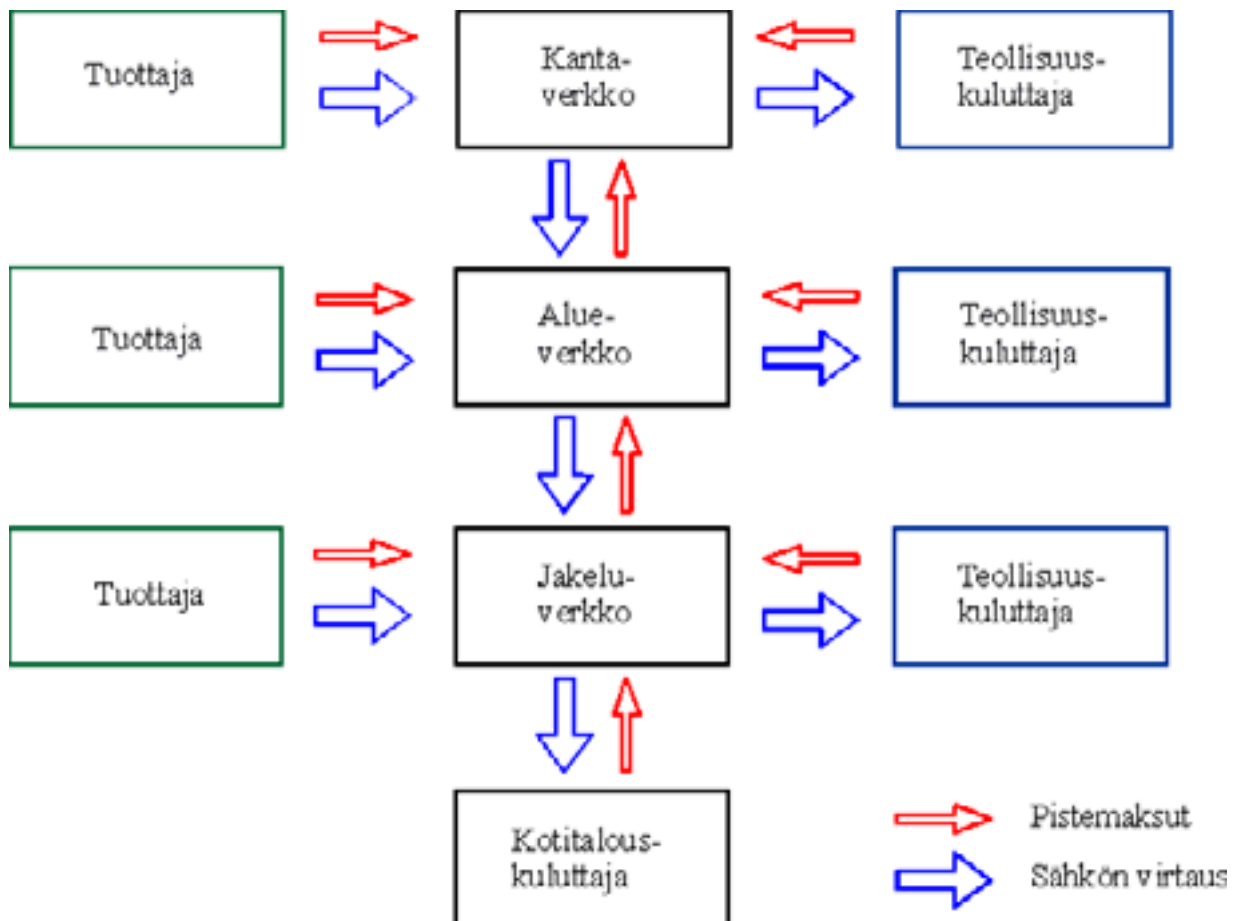 Tuottaja
Kanta-
verkko
Teollisuus-
kuluttaja
Tuottaja
Alue-
verkko
Teollisuus-
kuluttaja
Tuottaja
Jakelu-
verkko
Teollisuus-
kuluttaja
Kotitalous-
kuluttaja
Pistemaksut
Sähkön virtaus